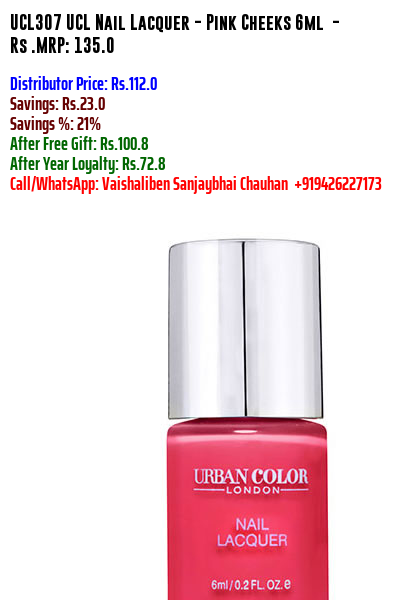 UCL307 UCL Nail Lacquer - Pink Cheeks 6ml -
Rs .MRP: 135.0
Distributor Price: Rs.112.0
Savings: Rs.23.0
Savings %: 21%
After Free Gift: Rs.100.8
After Year Loyalty: Rs.72.8
Call/WhatsApp: Vaishaliben Sanjaybhai Chauhan +919426227173
URBAN COLOR
LONDON
NAIL
LACQUER
6ml/0.2 FL. OZ.e